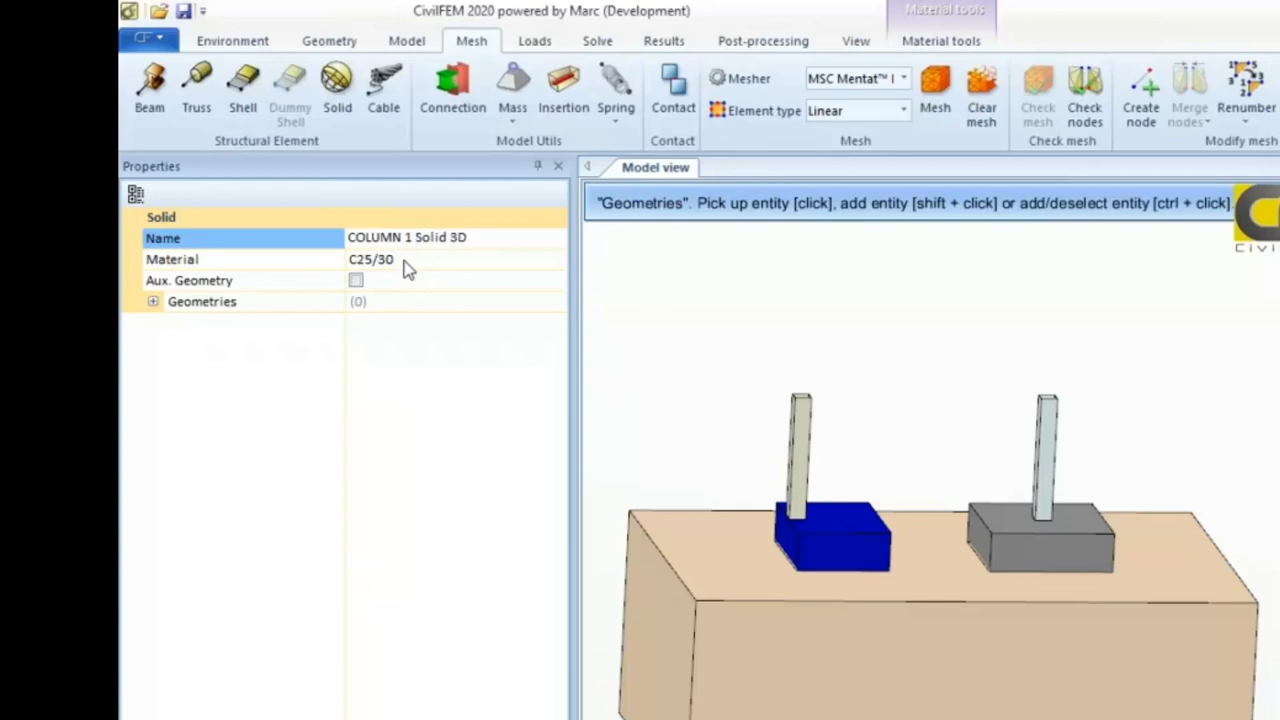 CivilFEM 2020 powered by Marc (Development)
Material tools
CF
Environment Geometry Model Mesh Loads Solve Results Post-processing View Material tools
Beam Truss Shell Dummy Shell Solid Cable
Structural Element
Connection Mass Insertion Spring
Model Utils
Contact
Contact
Mesher MSC Mentat™ I
Element type Linear
Mesh Clear mesh
Mesh
Check mesh Check nodes
Check mesh
Create node Merge nodes Renumber
Modify mesh
Properties
Model view
"Geometries". Pick up entity [click], add entity [shift + click] or add/deselect entity [ctrl + click].
Solid
Name COLUMN 1 Solid 3D
Material C25/30
Aux. Geometry
Geometries (0)
CIVI